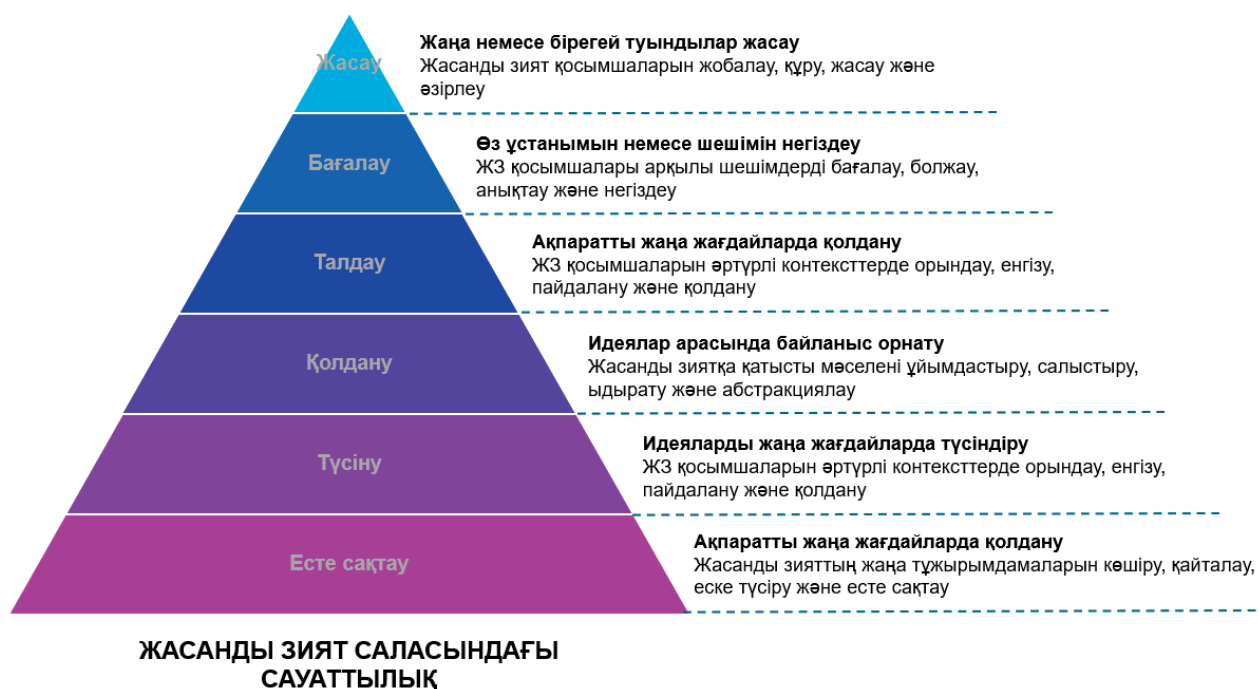 Жасау
Жаңа немесе бірегей туындылар жасау
Жасанды зият қосымшаларын жобалау, құру, жасау және
әзірлеу
Бағалау
Өз ұстанымын немесе шешімін негіздеу
ЖЗ қосымшалары арқылы шешімдерді бағалау, болжау,
анықтау және негіздеу
Талдау
Ақпаратты жаңа жағдайларда қолдану
ЖЗ қосымшаларын әртүрлі контексттерде орындау, енгізу,
пайдалану және қолдану
Қолдану
Идеялар арасында байланыс орнату
Жасанды зиятқа қатысты мәселені ұйымдастыру, салыстыру,
ыдырату және абстракциялау
Түсіну
Идеяларды жаңа жағдайларда түсіндіру
ЖЗ қосымшаларын әртүрлі контексттерде орындау, енгізу,
пайдалану және қолдану
Есте сақтау
Ақпаратты жаңа жағдайларда қолдану
Жасанды зияттың жаңа тұжырымдамаларын көшіру, қайталау,
еске түсіру және есте сақтау
ЖАСАНДЫ ЗИЯТ САЛАСЫНДАҒЫ
САУАТТЫЛЫҚ